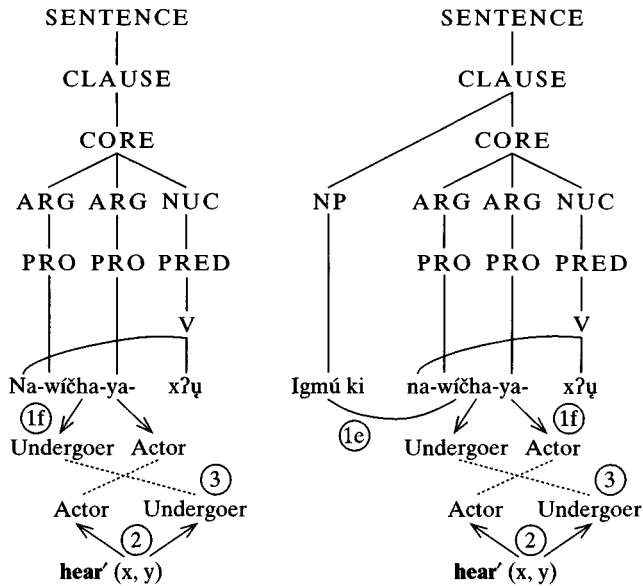 SENTENCE SENTENCE
CLAUSE CLAUSE
CORE CORE
ARG ARG NUC NP ARG ARG NUC
PRO PRO PRED PRO PRO PRED
V V
Na-wíčha-ya- xʔų Igmú ki na-wíčha-ya- xʔų
1f 1e 1f
Undergoer Actor Undergoer Actor
3 3
Actor Undergoer Actor Undergoer
2 2
hear′ (x, y) hear′ (x, y)